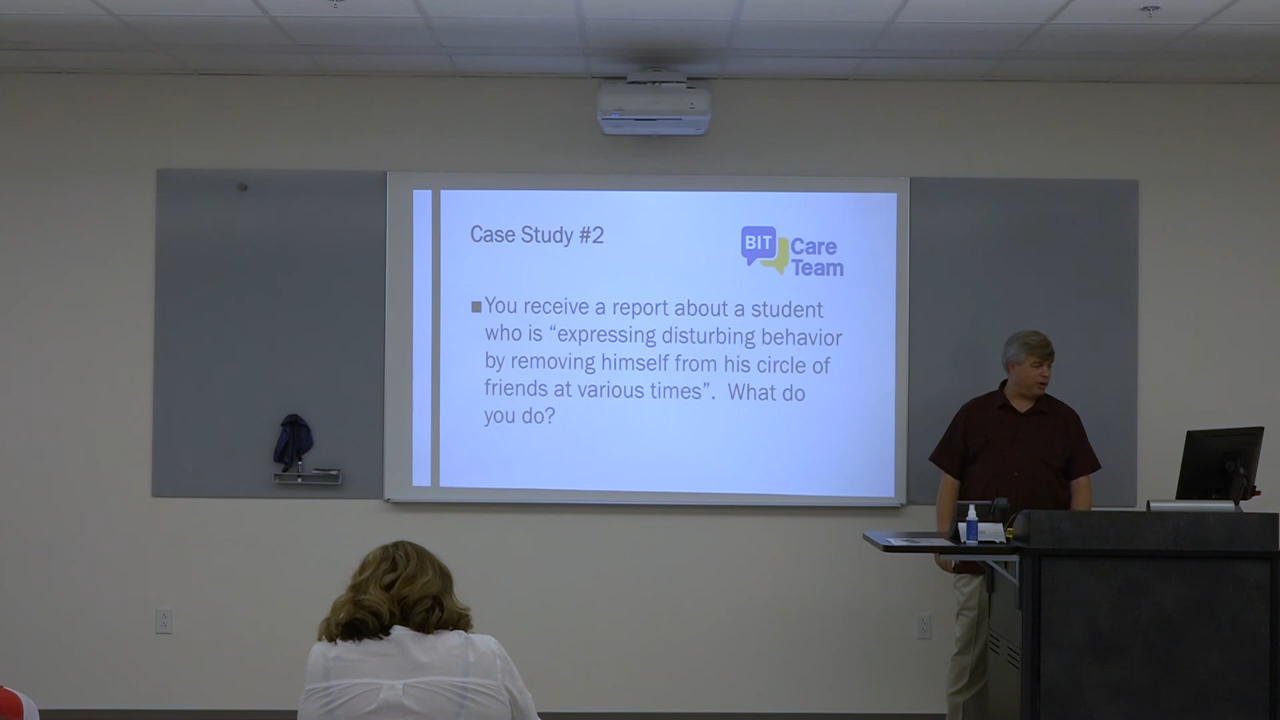 Case Study #2
BIT
Care
Team
■You receive a report about a student
who is “expressing disturbing behavior
by removing himself from his circle of
friends at various times”.  What do
you do?